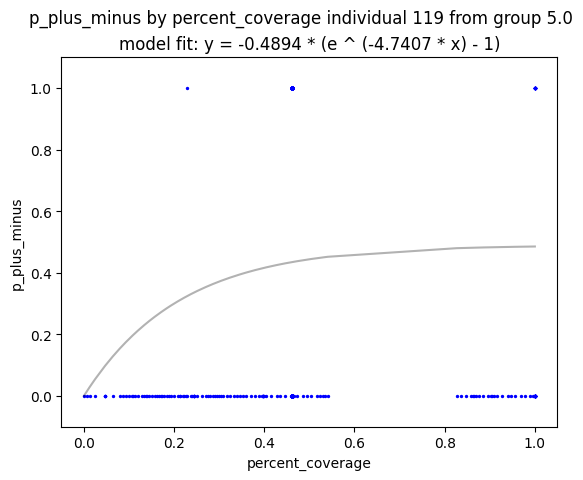 p_plus_minus by percent_coverage individual 119 from group 5.0
model fit: y = -0.4894 * (e ^ (-4.7407 * x) - 1)
1.0
0.8
0.6
0.4
0.2
0.0
p_plus_minus
0.0 0.2 0.4 0.6 0.8 1.0
percent_coverage